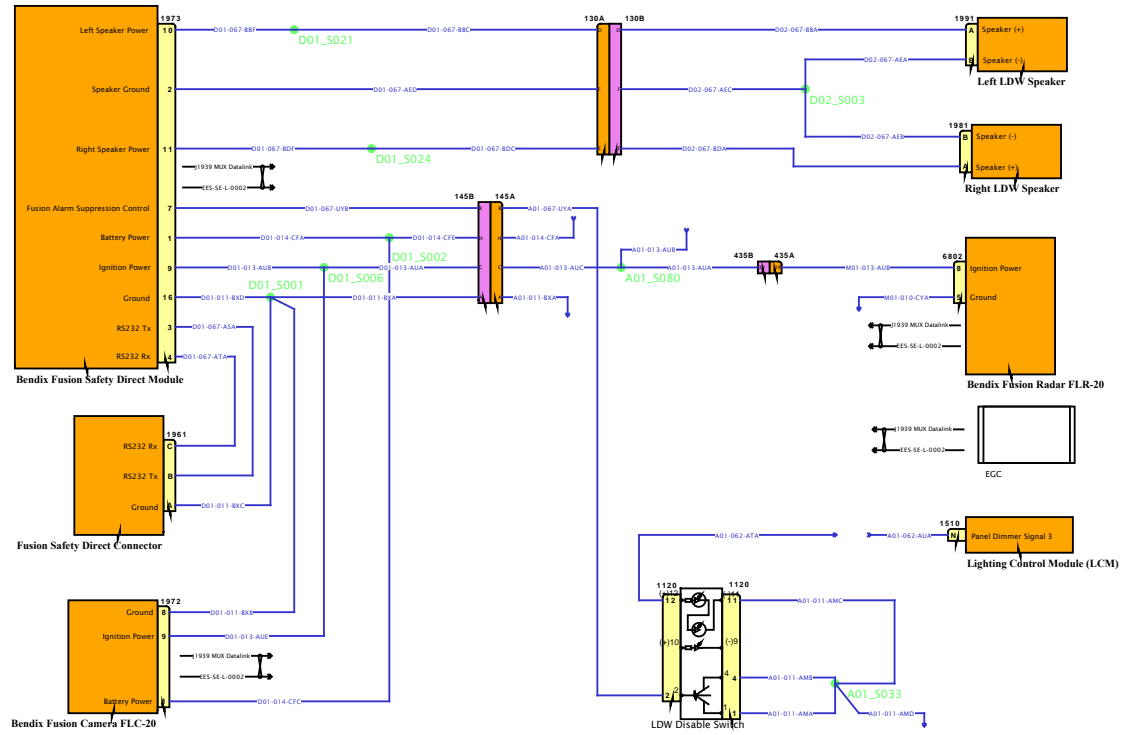 1973
130A
130B
1991
Left Speaker Power
10
D01-067-BBF
D01_S021
D01-067-BBC
D
D
D02-067-BBA
A
Speaker (+)
Speaker Ground
2
D01-067-AED
D02-067-AEC
D02_S003
D02-067-AEA
B
Speaker (-)
Left LDW Speaker
1981
Right Speaker Power
11
D01-067-BDF
D01_S024
D01-067-BDC
D02-067-BDA
D02-067-AEB
B
Speaker (-)
A
Speaker (+)
Right LDW Speaker
J1939 MUX Datalink
EES-SE-L-0002
145B
145A
Fusion Alarm Suppression Control
7
D01-067-UYB
A01-067-UYA
Battery Power
1
D01-014-CFA
D01_S002
D01-014-CFE
A01-014-CFA
A01-013-AUB
Ignition Power
9
D01-013-AUB
D01_S006
D01-013-AUA
C
C
A01-013-AUC
A01_S080
A01-013-AUA
435B
435A
M01-013-AUB
6802
8
Ignition Power
Ground
16
D01-011-BXD
D01_S001
D01-011-BXA
A01-011-BXA
M01-010-CYA
5
Ground
RS232 Tx
3
D01-067-ASA
J1939 MUX Datalink
EES-SE-L-0002
RS232 Rx
4
D01-067-ATA
Bendix Fusion Safety Direct Module
Bendix Fusion Radar FLR-20
1961
RS232 Rx
C
RS232 Tx
B
Ground
A
D01-011-BXC
Fusion Safety Direct Connector
J1939 MUX Datalink
EES-SE-L-0002
EGC
A01-062-ATA
A01-062-AUA
1510
N
Panel Dimmer Signal 3
Lighting Control Module (LCM)
1972
Ground
8
D01-011-BXB
Ignition Power
9
D01-013-AUE
J1939 MUX Datalink
EES-SE-L-0002
Battery Power
D01-014-CFC
Bendix Fusion Camera FLC-20
1120
1120
12
11
A01-011-AMC
(+)10
(-)9
2
2
4
4
A01-011-AMB
A01_S033
1
1
A01-011-AMA
A01-011-AMD
LDW Disable Switch